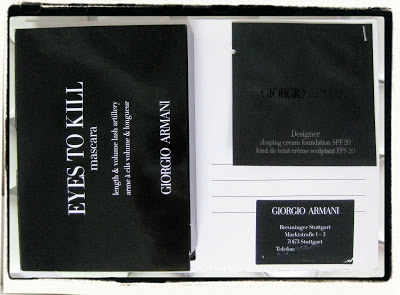 EYES TO KILL
mascara
length & volume lash artillery
arme à cils volume & longueur
GIORGIO ARMANI
GIORGIO ARMANI
Designer
shaping cream foundation SPF 20
fond de teint crème sculptant FPS 20
GIORGIO ARMANI
Breuninger Stuttgart
Marktstraße 1 - 3
70173 Stuttgart
Telefon: